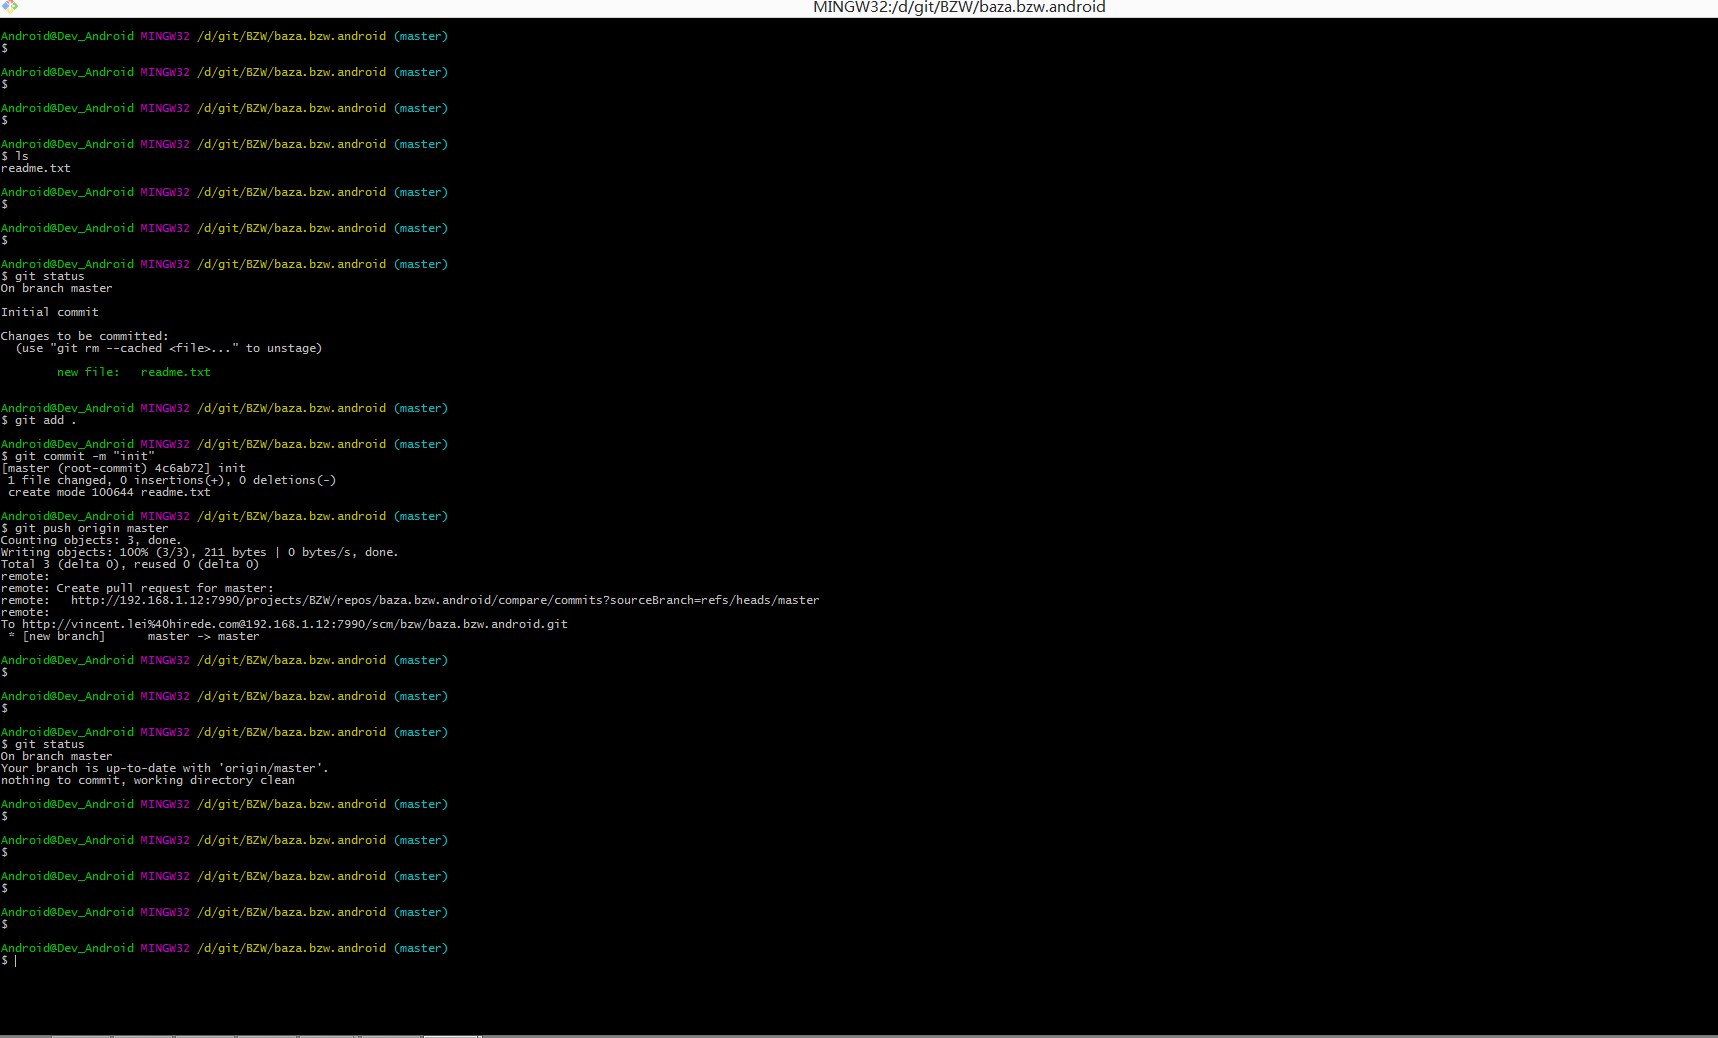 MINGW32:/d/git/BZW/baza.bzw.android
Android@Dev_Android MINGW32 /d/git/BZW/baza.bzw.android (master)
$
Android@Dev_Android MINGW32 /d/git/BZW/baza.bzw.android (master)
$
Android@Dev_Android MINGW32 /d/git/BZW/baza.bzw.android (master)
$
Android@Dev_Android MINGW32 /d/git/BZW/baza.bzw.android (master)
$ ls
readme.txt
Android@Dev_Android MINGW32 /d/git/BZW/baza.bzw.android (master)
$
Android@Dev_Android MINGW32 /d/git/BZW/baza.bzw.android (master)
$
Android@Dev_Android MINGW32 /d/git/BZW/baza.bzw.android (master)
$ git status
On branch master
Initial commit
Changes to be committed:
(use "git rm --cached <file>..." to unstage)
new file:   readme.txt
Android@Dev_Android MINGW32 /d/git/BZW/baza.bzw.android (master)
$ git add .
Android@Dev_Android MINGW32 /d/git/BZW/baza.bzw.android (master)
$ git commit -m "init"
[master (root-commit) 4c6ab72] init
1 file changed, 0 insertions(+), 0 deletions(-)
create mode 100644 readme.txt
Android@Dev_Android MINGW32 /d/git/BZW/baza.bzw.android (master)
$ git push origin master
Counting objects: 3, done.
Writing objects: 100% (3/3), 211 bytes | 0 bytes/s, done.
Total 3 (delta 0), reused 0 (delta 0)
remote:
remote: Create pull request for master:
remote:   http://192.168.1.12:7990/projects/BZW/repos/baza.bzw.android/compare/commits?sourceBranch=refs/heads/master
remote:
To http://vincent.lei%40hirede.com@192.168.1.12:7990/scm/bzw/baza.bzw.android.git
* [new branch]      master -> master
Android@Dev_Android MINGW32 /d/git/BZW/baza.bzw.android (master)
$
Android@Dev_Android MINGW32 /d/git/BZW/baza.bzw.android (master)
$
Android@Dev_Android MINGW32 /d/git/BZW/baza.bzw.android (master)
$ git status
On branch master
Your branch is up-to-date with 'origin/master'.
nothing to commit, working directory clean
Android@Dev_Android MINGW32 /d/git/BZW/baza.bzw.android (master)
$
Android@Dev_Android MINGW32 /d/git/BZW/baza.bzw.android (master)
$
Android@Dev_Android MINGW32 /d/git/BZW/baza.bzw.android (master)
$
Android@Dev_Android MINGW32 /d/git/BZW/baza.bzw.android (master)
$
Android@Dev_Android MINGW32 /d/git/BZW/baza.bzw.android (master)
$